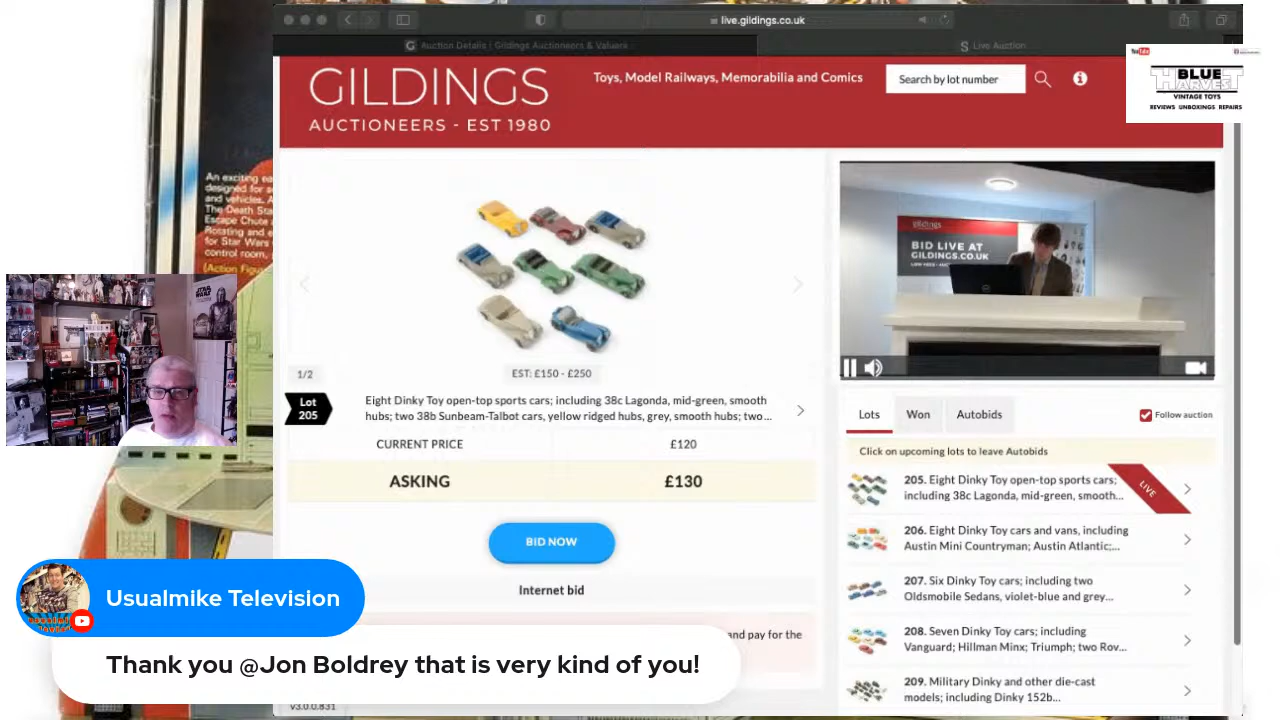 live.gildings.co.uk
Auction Details | Gildings Auctioneers & Valuers
Live Auction
GILDINGS
AUCTIONEERS - EST 1980
Toys, Model Railways, Memorabilia and Comics
Search by lot number
YouTube
BLUE
HARVEST
VINTAGE TOYS
REVIEWS UNBOXINGS REPAIRS
An exciting
designed for
and vehicles.
The Death Sta
Escape Chute
Rotating and
for Star Wars
control room.
(Action Figu
STAR WARS
gildings
BID LIVE AT
GILDINGS.CO.UK
1/2
EST: £150 - £250
Lot
205
Eight Dinky Toy open-top sports cars; including 38c Lagonda, mid-green, smooth
hubs; two 38b Sunbeam-Talbot cars, yellow ridged hubs, grey, smooth hubs; two...
CURRENT PRICE £120
ASKING £130
BID NOW
Internet bid
and pay for the
v3.0.0.831
Lots Won Autobids
Follow auction
Click on upcoming lots to leave Autobids
205. Eight Dinky Toy open-top sports cars;
including 38c Lagonda, mid-green, smooth...
LIVE
206. Eight Dinky Toy cars and vans, including
Austin Mini Countryman; Austin Atlantic;...
207. Six Dinky Toy cars; including two
Oldsmobile Sedans, violet-blue and grey...
208. Seven Dinky Toy cars; including
Vanguard; Hillman Minx; Triumph; two Rov...
209. Military Dinky and other die-cast
models; including Dinky 152b...
Usualmike Television
Thank you @Jon Boldrey that is very kind of you!